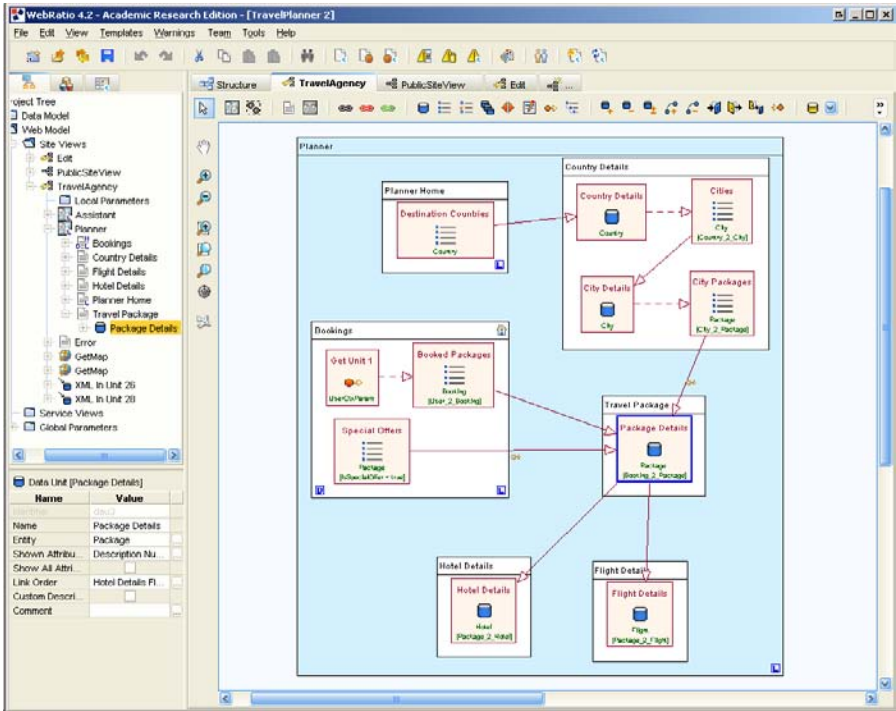 WebRatio 4.2 - Academic Research Edition - [TravelPlanner 2]
File Edit View Templates Warnings Team Tools Help
Structure TravelAgency PublicSiteView Edit ...
oject Tree
Data Model
Web Model
Site Views
Edit
PublicSiteView
TravelAgency
Local Parameters
Assistant
Planner
Bookings
Country Details
Flight Details
Hotel Details
Planner Home
Travel Package
Package Details
Error
GetMap
GetMap
XML In Unit 26
XML In Unit 28
Service Views
Global Parameters
Data Unit [Package Details]
Name Value
Name Package Details
Entity Package
Shown Attribu... Description Nu...
Show All Attri...
Link Order Hotel Details Fl...
Custom Descri...
Comment
Planner
Planner Home
Destination Countries
Country
Country Details
Country Details
Country
Cities
City
[Country_2_City]
City Details
City
City Packages
Package
[City_2_Package]
Bookings
Get Unit 1
UserCtxParam
Booked Packages
Booking
[User_2_Booking]
Special Offers
Package
[IsSpecialOffer = true]
D
L
L
Travel Package
Package Details
Package
[Booking_2_Package]
Hotel Details
Hotel Details
Hotel
[Package_2_Hotel]
Flight Details
Flight Details
Flight
[Package_2_Flight]
L